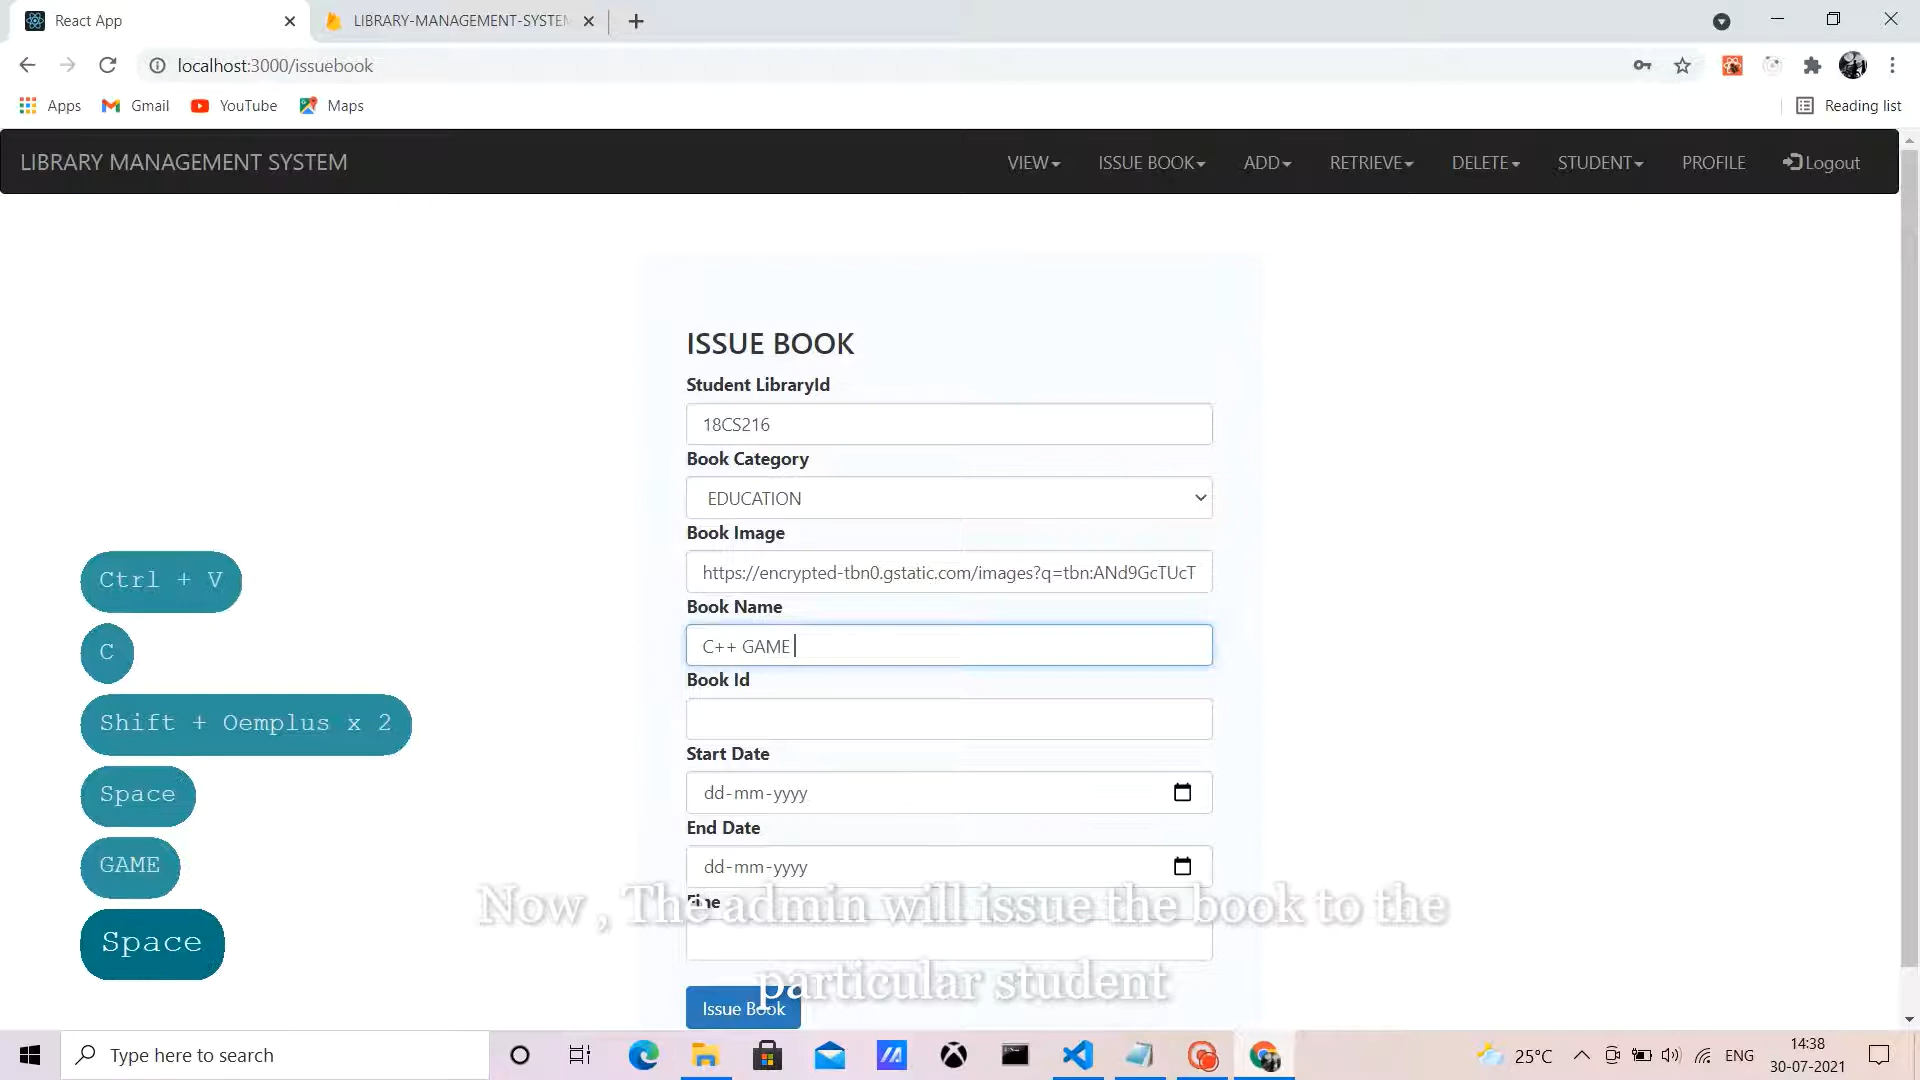 React App
LIBRARY-MANAGEMENT-SYSTEM
localhost:3000/issuebook
Apps
Gmail
YouTube
Maps
Reading list
LIBRARY MANAGEMENT SYSTEM
VIEW
ISSUE BOOK
ADD
RETRIEVE
DELETE
STUDENT
PROFILE
Logout
ISSUE BOOK
Student LibraryId
18CS216
Book Category
EDUCATION
Book Image
https://encrypted-tbn0.gstatic.com/images?q=tbn:ANd9GcTUcT
Book Name
C++ GAME
Book Id
Start Date
dd-mm-yyyy
End Date
dd-mm-yyyy
Fine
Issue Book
Ctrl + V
C
Shift + Oemplus x 2
Space
GAME
Space
Now , The admin will issue the book to the
particular student
Type here to search
25°C
ENG
14:38
30-07-2021